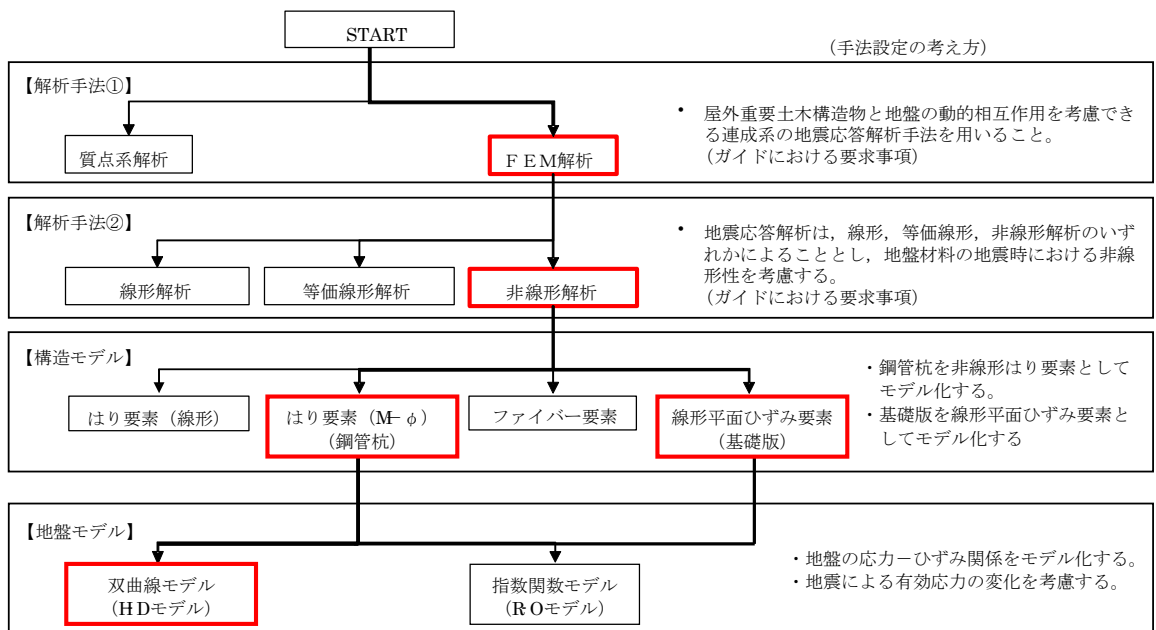 START
(手法設定の考え方)
【解析手法①】
質点系解析
ＦＥＭ解析
・ 屋外重要土木構造物と地盤の動的相互作用を考慮でき
る連成系の地震応答解析手法を用いること。
(ガイドにおける要求事項)
【解析手法②】
線形解析
等価線形解析
非線形解析
・ 地震応答解析は，線形，等価線形，非線形解析のいず
れかによることとし，地盤材料の地震時における非線
形性を考慮する。
(ガイドにおける要求事項)
【構造モデル】
はり要素（線形）
はり要素（M-φ）
(鋼管杭)
ファイバー要素
線形平面ひずみ要素
(基礎版)
・鋼管杭を非線形はり要素として
モデル化する。
・基礎版を線形平面ひずみ要素と
してモデル化する
【地盤モデル】
双曲線モデル
(H-Dモデル)
指数関数モデル
(R-Oモデル)
・地盤の応力－ひずみ関係をモデル化する。
・地震による有効応力の変化を考慮する。